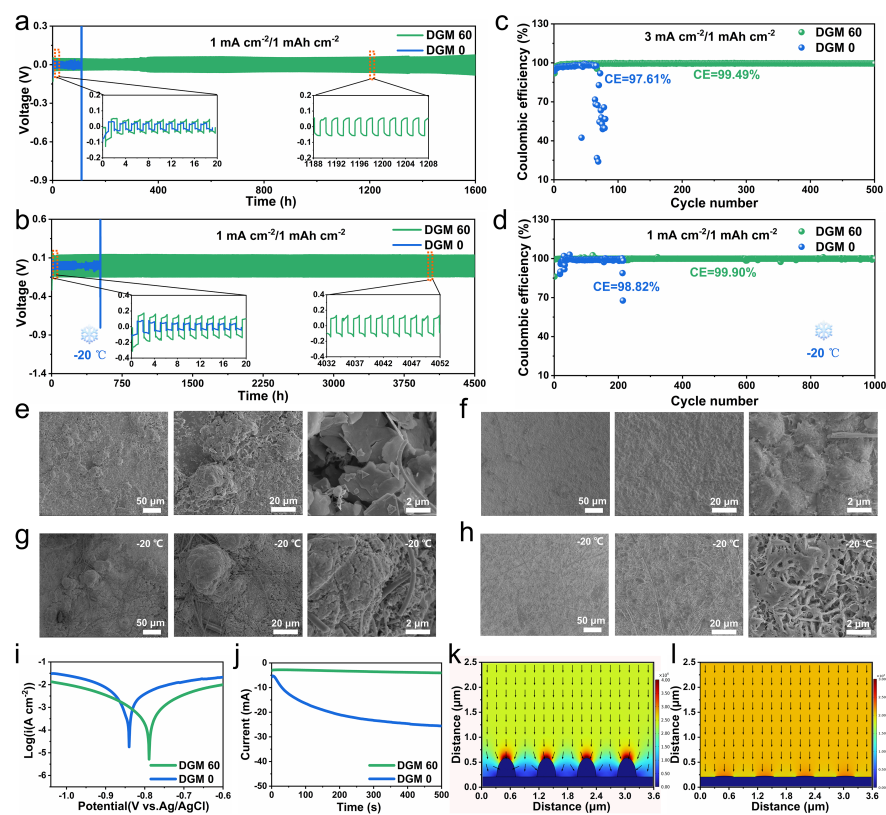 a
Voltage (V)
0.3
0.0
-0.3
-0.6
-0.9
1 mA cm-2/1 mAh cm-2
DGM 60
DGM 0
0.2
0.1
0.0
-0.1
-0.2
0 4 8 12 16 20
0.2
0.1
0.0
-0.1
-0.2
1188 1192 1196 1200 1204 1208
0 400 800 1200 1600
Time (h)
c
Coulombic efficiency (%)
130
100
70
40
10
3 mA cm-2/1 mAh cm-2
DGM 60
DGM 0
CE=97.61%
CE=99.49%
0 100 200 300 400 500
Cycle number
b
Voltage (V)
0.6
0.1
-0.4
-0.9
-1.4
1 mA cm-2/1 mAh cm-2
DGM 60
DGM 0
0.4
0.2
0.0
-0.2
-0.4
0 4 8 12 16 20
0.4
0.2
0.0
-0.2
-0.4
4032 4037 4042 4047 4052
-20 ℃
0 750 1500 2250 3000 3750 4500
Time (h)
d
Coulombic efficiency (%)
130
100
70
40
10
1 mA cm-2/1 mAh cm-2
DGM 60
DGM 0
CE=98.82%
CE=99.90%
-20 ℃
0 200 400 600 800 1000
Cycle number
e
50 μm
20 μm
2 μm
f
50 μm
20 μm
2 μm
g
-20 ℃
50 μm
-20 ℃
20 μm
-20 ℃
2 μm
h
-20 ℃
50 μm
-20 ℃
20 μm
-20 ℃
2 μm
i
Log(i(A cm-2)
-1
-2
-3
-4
-5
-6
DGM 60
DGM 0
-1.0 -0.9 -0.8 -0.7 -0.6
Potential(V vs.Ag/AgCl)
j
Current (mA)
0
-10
-20
-30
-40
-50
DGM 60
DGM 0
0 100 200 300 400 500
Time (s)
k
Distance (μm)
2.5
2.0
1.5
1.0
0.5
0.0
0.0 0.6 1.2 1.8 2.4 3.0 3.6
Distance (μm)
l
Distance (μm)
2.5
2.0
1.5
1.0
0.5
0.0
0.0 0.6 1.2 1.8 2.4 3.0 3.6
Distance (μm)